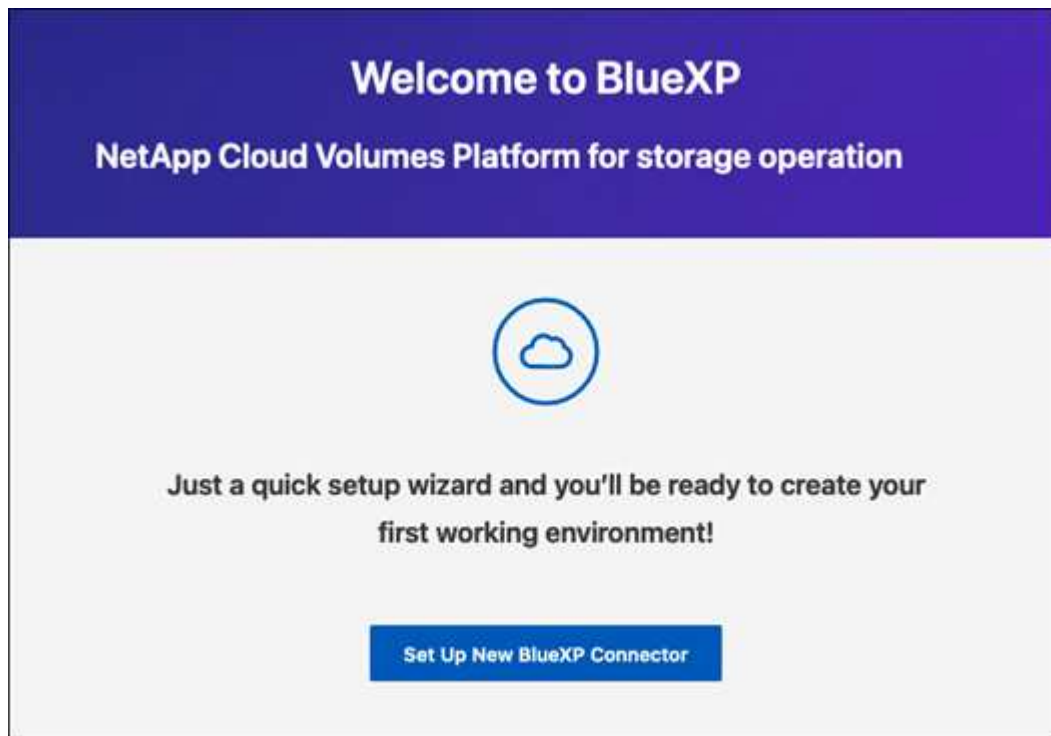 Welcome to BlueXP
NetApp Cloud Volumes Platform for storage operation
Just a quick setup wizard and you'll be ready to create your
first working environment!
Set Up New BlueXP Connector